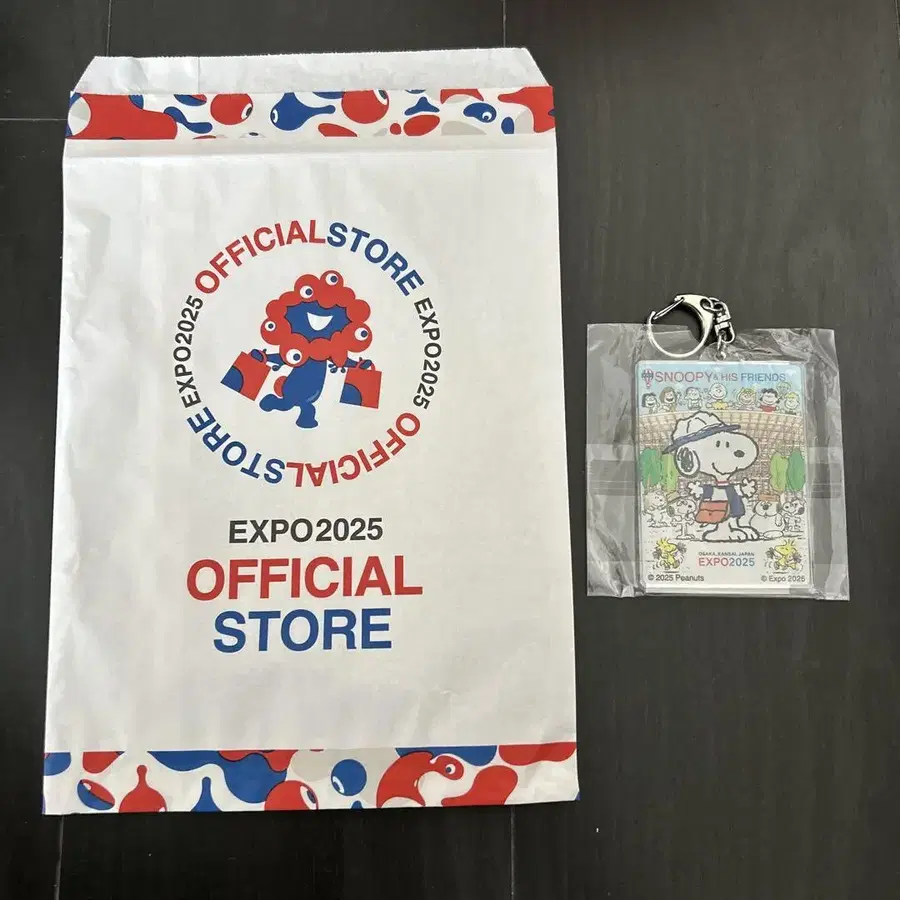 EXPO2025 OFFICIALSTORE
EXPO2025 OFFICIALSTORE
EXPO2025
OFFICIAL
STORE
SNOOPY & HIS FRIENDS
OSAKA, KANSAI, JAPAN
EXPO2025
© 2025 Peanuts
© Expo 2025